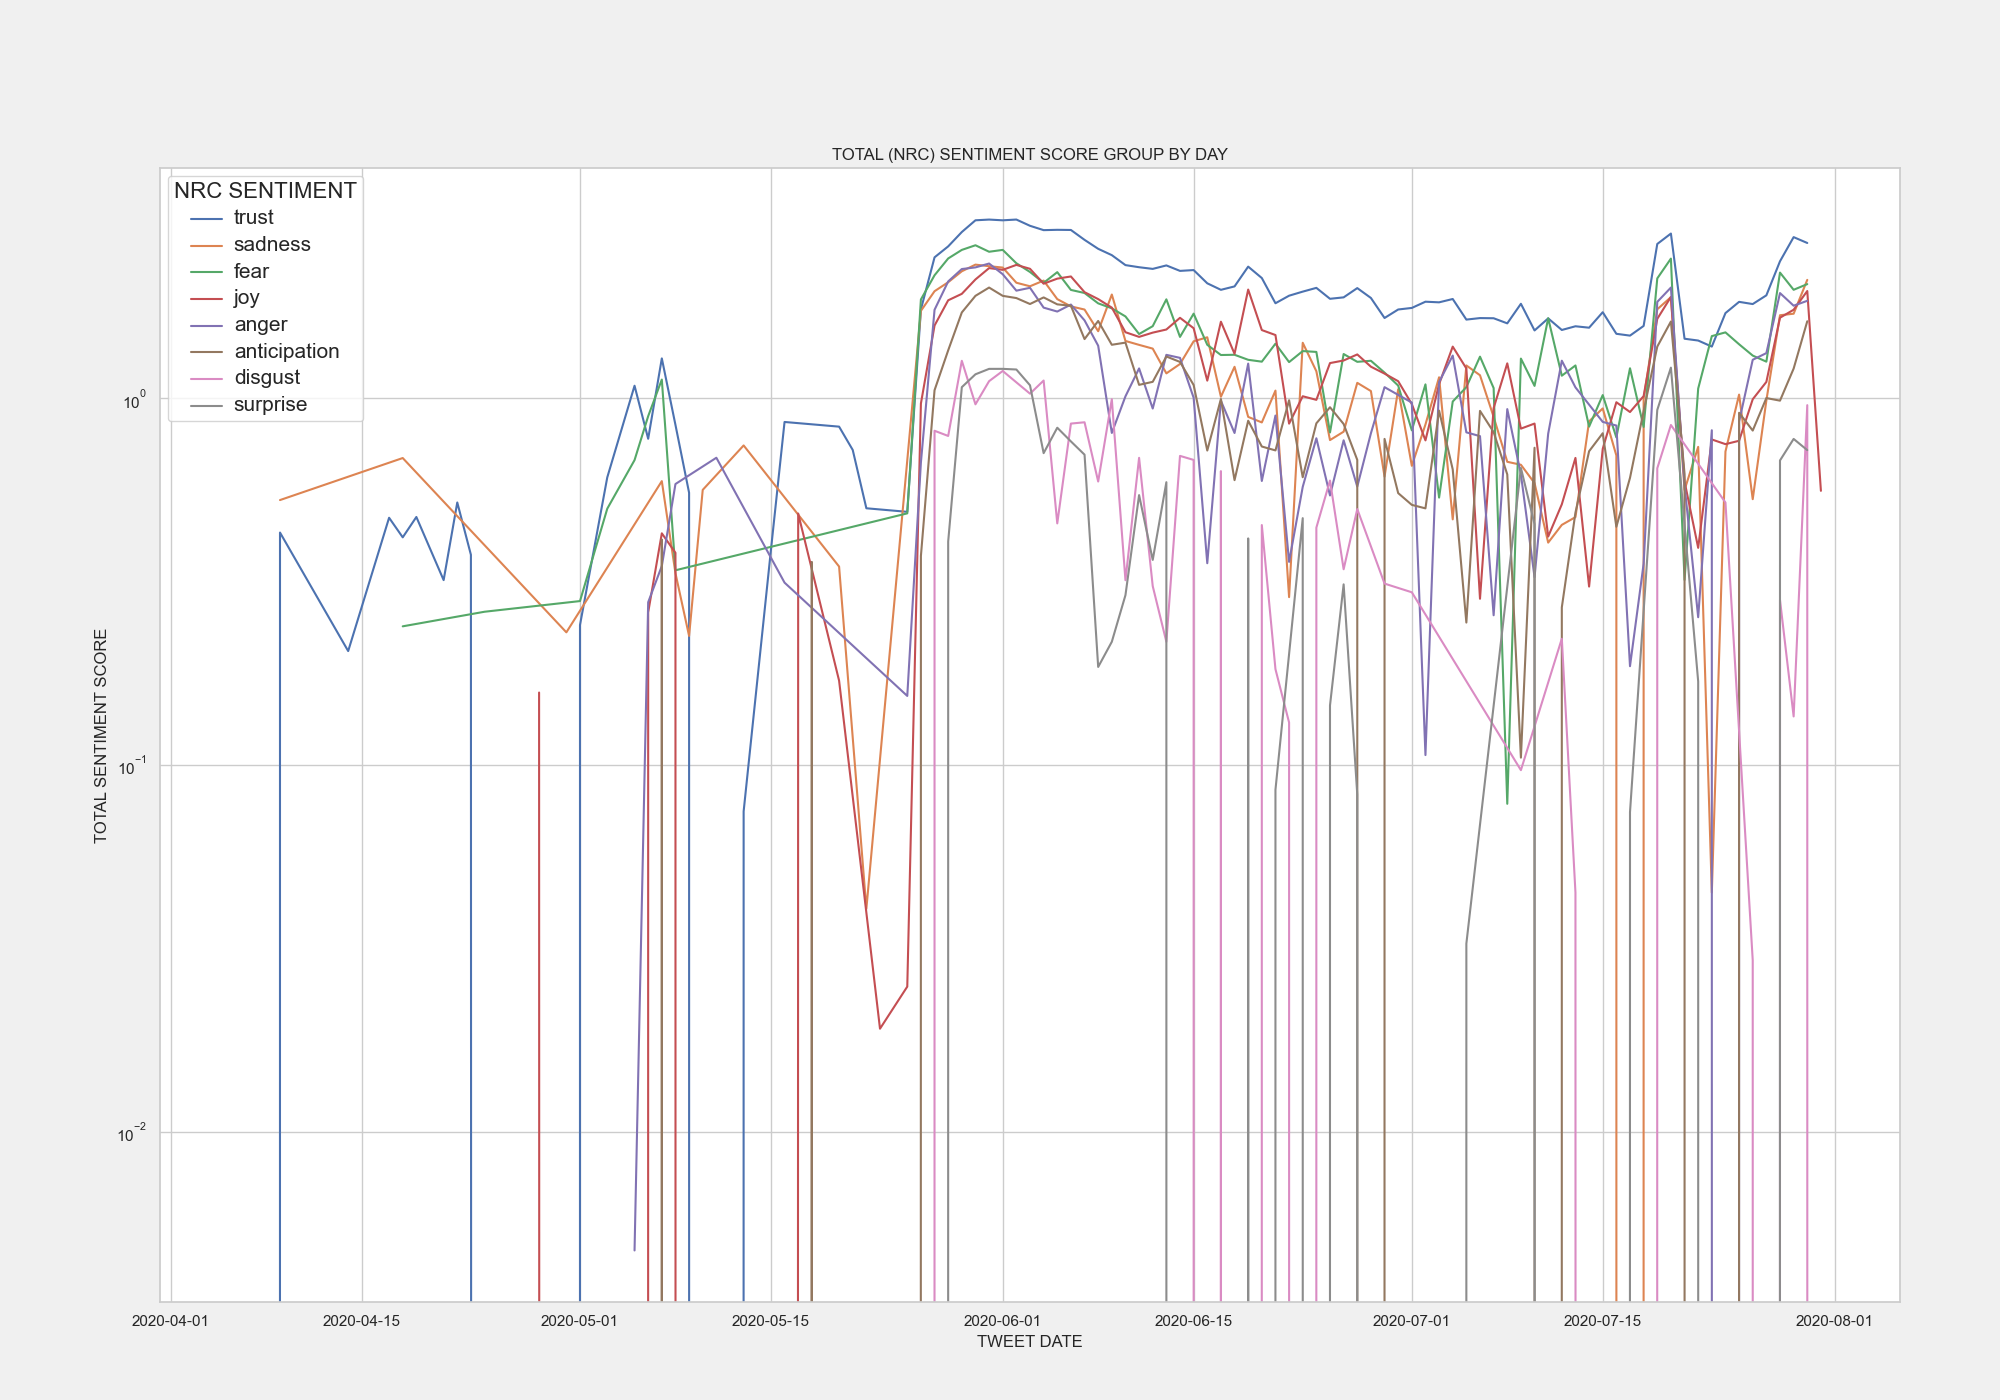 TOTAL (NRC) SENTIMENT SCORE GROUP BY DAY
NRC SENTIMENT
trust
sadness
fear
joy
anger
anticipation
disgust
surprise
10^0
10^-1
10^-2
TOTAL SENTIMENT SCORE
2020-04-01 2020-04-15 2020-05-01 2020-05-15 2020-06-01 2020-06-15 2020-07-01 2020-07-15 2020-08-01
TWEET DATE